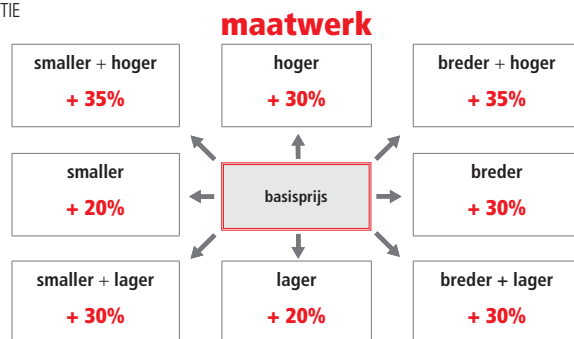 TIE
maatwerk
smaller + hoger
+ 35%
hoger
+ 30%
breder + hoger
+ 35%
smaller
+ 20%
basisprijs
breder
+ 30%
smaller + lager
+ 30%
lager
+ 20%
breder + lager
+ 30%